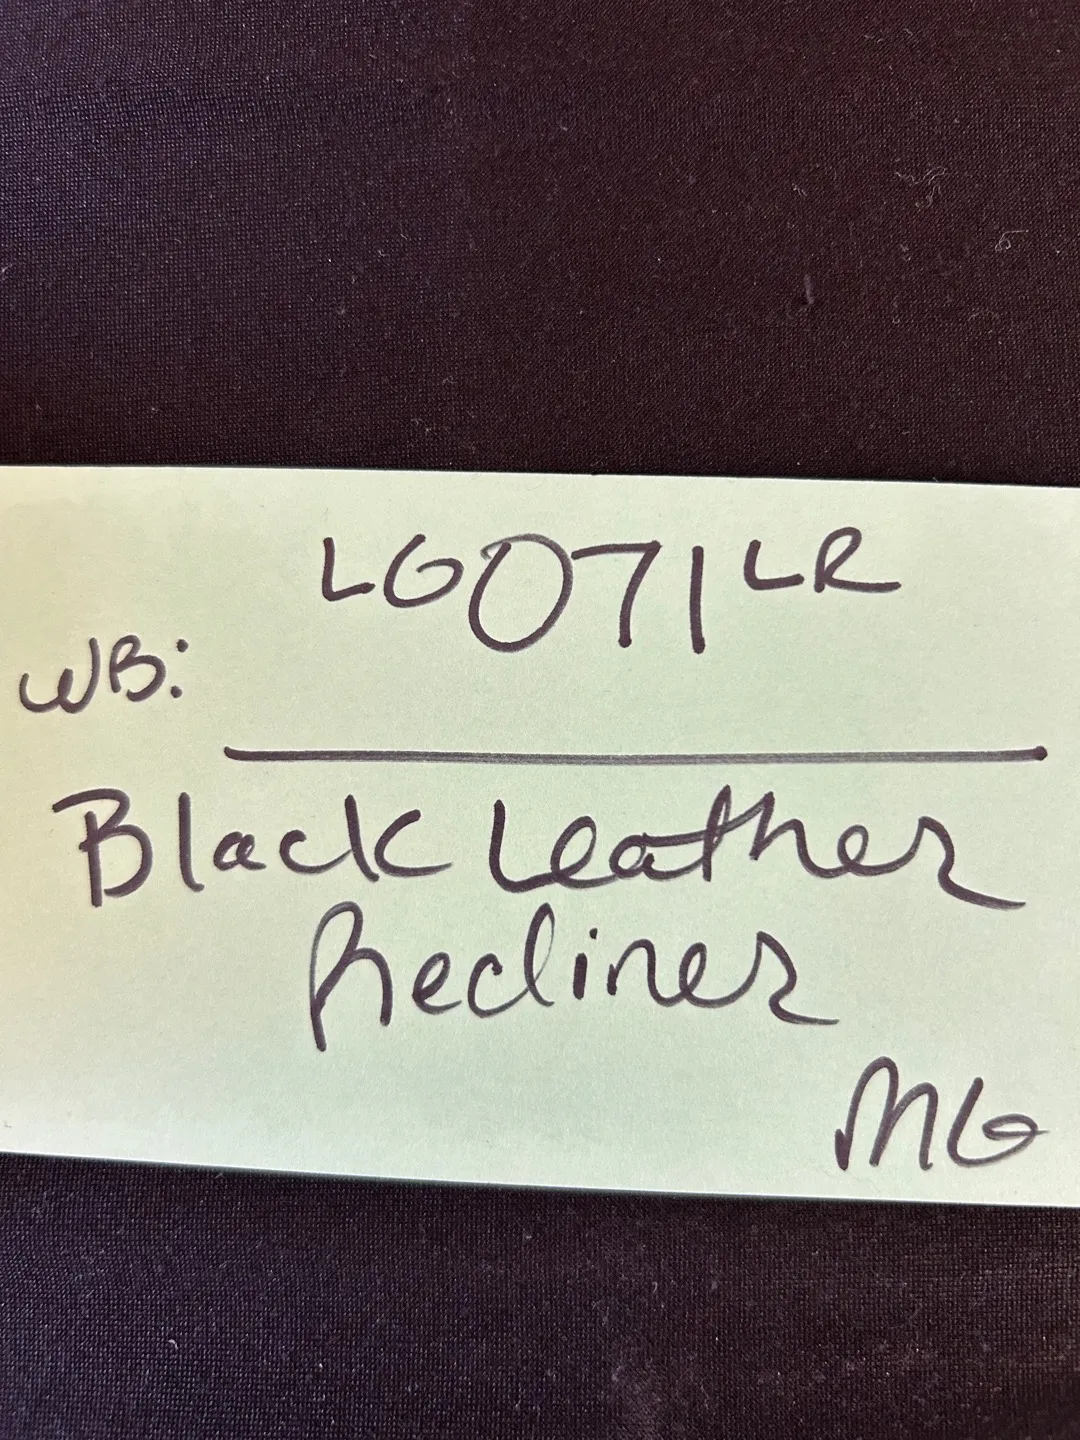 LG071LR
WB:
Black Leather
Recliner
MG